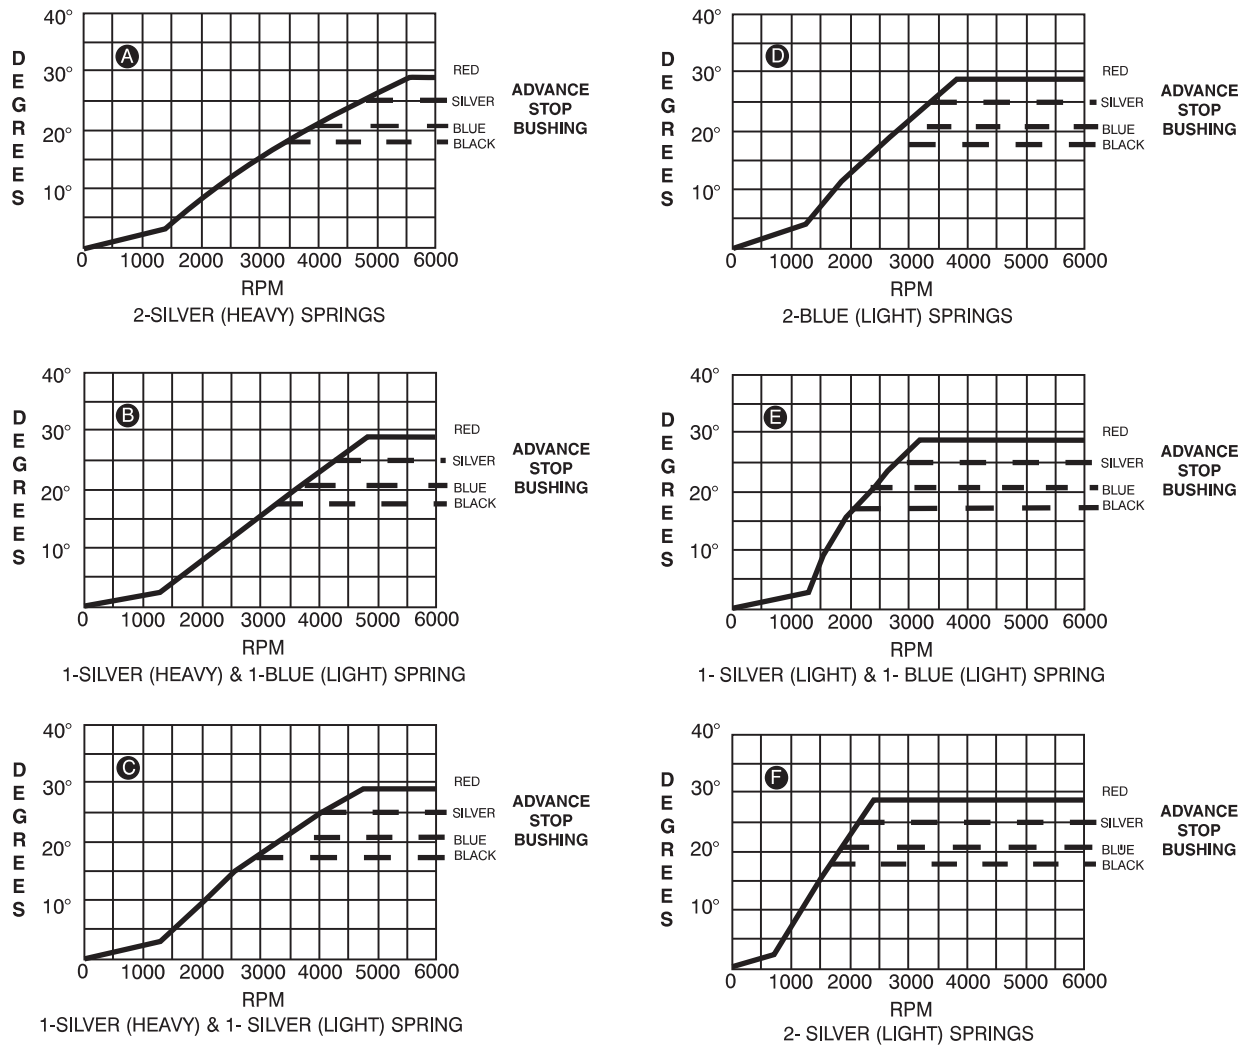 A
40°
30°
20°
10°
DEGREES
0 1000 2000 3000 4000 5000 6000
RPM
RED
SILVER
BLUE
BLACK
ADVANCE
STOP
BUSHING
2-SILVER (HEAVY) SPRINGS
D
40°
30°
20°
10°
DEGREES
0 1000 2000 3000 4000 5000 6000
RPM
RED
SILVER
BLUE
BLACK
ADVANCE
STOP
BUSHING
2-BLUE (LIGHT) SPRINGS
B
40°
30°
20°
10°
DEGREES
0 1000 2000 3000 4000 5000 6000
RPM
RED
SILVER
BLUE
BLACK
ADVANCE
STOP
BUSHING
1-SILVER (HEAVY) & 1-BLUE (LIGHT) SPRING
E
40°
30°
20°
10°
DEGREES
0 1000 2000 3000 4000 5000 6000
RPM
RED
SILVER
BLUE
BLACK
ADVANCE
STOP
BUSHING
1- SILVER (LIGHT) & 1- BLUE (LIGHT) SPRING
C
40°
30°
20°
10°
DEGREES
0 1000 2000 3000 4000 5000 6000
RPM
RED
SILVER
BLUE
BLACK
ADVANCE
STOP
BUSHING
1-SILVER (HEAVY) & 1- SILVER (LIGHT) SPRING
F
40°
30°
20°
10°
DEGREES
0 1000 2000 3000 4000 5000 6000
RPM
RED
SILVER
BLUE
BLACK
ADVANCE
STOP
BUSHING
2- SILVER (LIGHT) SPRINGS